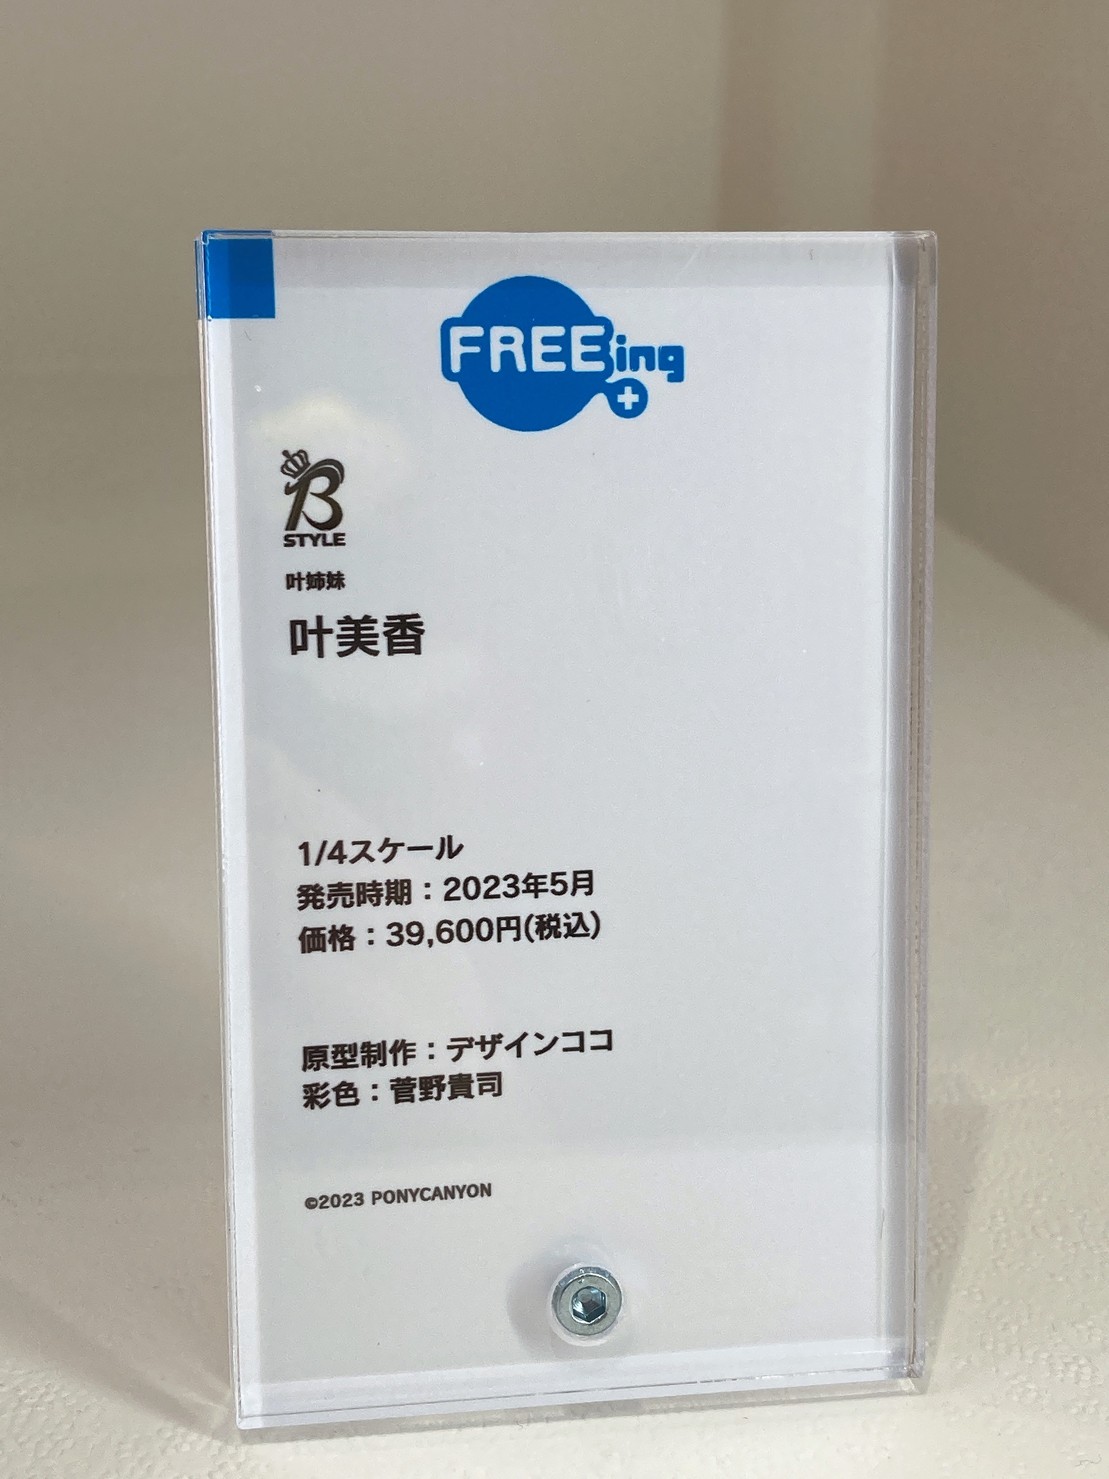 FREEing
B
STYLE
叶姉妹
叶美香
1/4スケール
発売時期：2023年5月
価格：39,600円(税込)
原型制作：デザインココ
彩色：菅野貴司
©2023 PONYCANYON